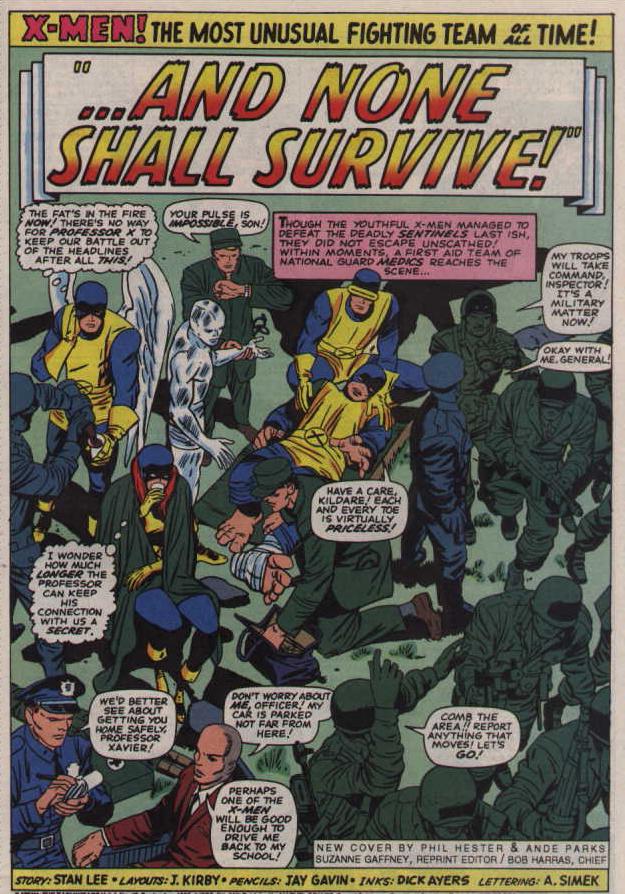 X-MEN! THE MOST UNUSUAL FIGHTING TEAM OF ALL TIME!
"...AND NONE
SHALL SURVIVE!"
THE FAT'S IN THE FIRE
NOW! THERE'S NO WAY
FOR PROFESSOR X TO
KEEP OUR BATTLE OUT
OF THE HEADLINES
AFTER ALL THIS!
YOUR PULSE IS
IMPOSSIBLE, SON!
THOUGH THE YOUTHFUL X-MEN MANAGED TO
DEFEAT THE DEADLY SENTINELS LAST ISH,
THEY DID NOT ESCAPE UNSCATHED!
WITHIN MOMENTS, A FIRST AID TEAM OF
NATIONAL GUARD MEDICS REACHES THE
SCENE...
MY TROOPS
WILL TAKE
COMMAND,
INSPECTOR!
IT'S A
MILITARY
MATTER
NOW!
OKAY WITH
ME, GENERAL!
HAVE A CARE,
KILDARE! EACH
AND EVERY TOE
IS VIRTUALLY
PRICELESS!
I WONDER
HOW MUCH
LONGER THE
PROFESSOR
CAN KEEP
HIS
CONNECTION
WITH US A
SECRET.
WE'D BETTER
SEE ABOUT
GETTING YOU
HOME SAFELY,
PROFESSOR
XAVIER!
DON'T WORRY ABOUT
ME, OFFICER! MY
CAR IS PARKED
NOT FAR FROM
HERE!
PERHAPS
ONE OF THE
X-MEN
WILL BE GOOD
ENOUGH TO
DRIVE ME
BACK TO MY
SCHOOL!
COMB THE
AREA!! REPORT
ANYTHING THAT
MOVES! LET'S
GO!
NEW COVER BY PHIL HESTER & ANDE PARKS
SUZANNE GAFFNEY, REPRINT EDITOR / BOB HARRAS, CHIEF
STORY: STAN LEE • LAYOUTS: J. KIRBY • PENCILS: JAY GAVIN • INKS: DICK AYERS LETTERING: A. SIMEK